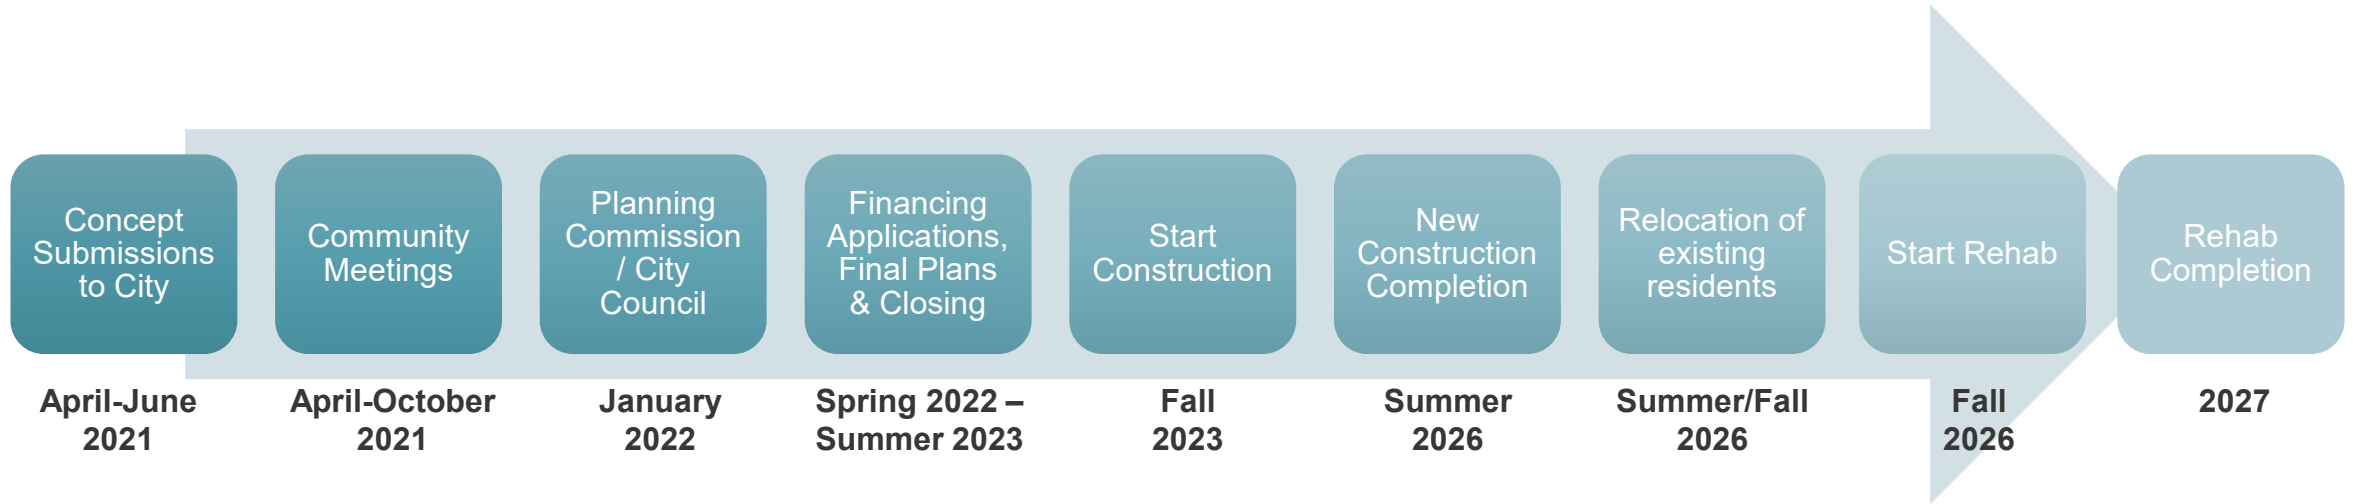 Concept
Submissions
to City
Community
Meetings
Planning
Commission
/ City
Council
Financing
Applications,
Final Plans
& Closing
Start
Construction
New
Construction
Completion
Relocation of
existing
residents
Start Rehab
Rehab
Completion
April-June
2021
April-October
2021
January
2022
Spring 2022 –
Summer 2023
Fall
2023
Summer
2026
Summer/Fall
2026
Fall
2026
2027